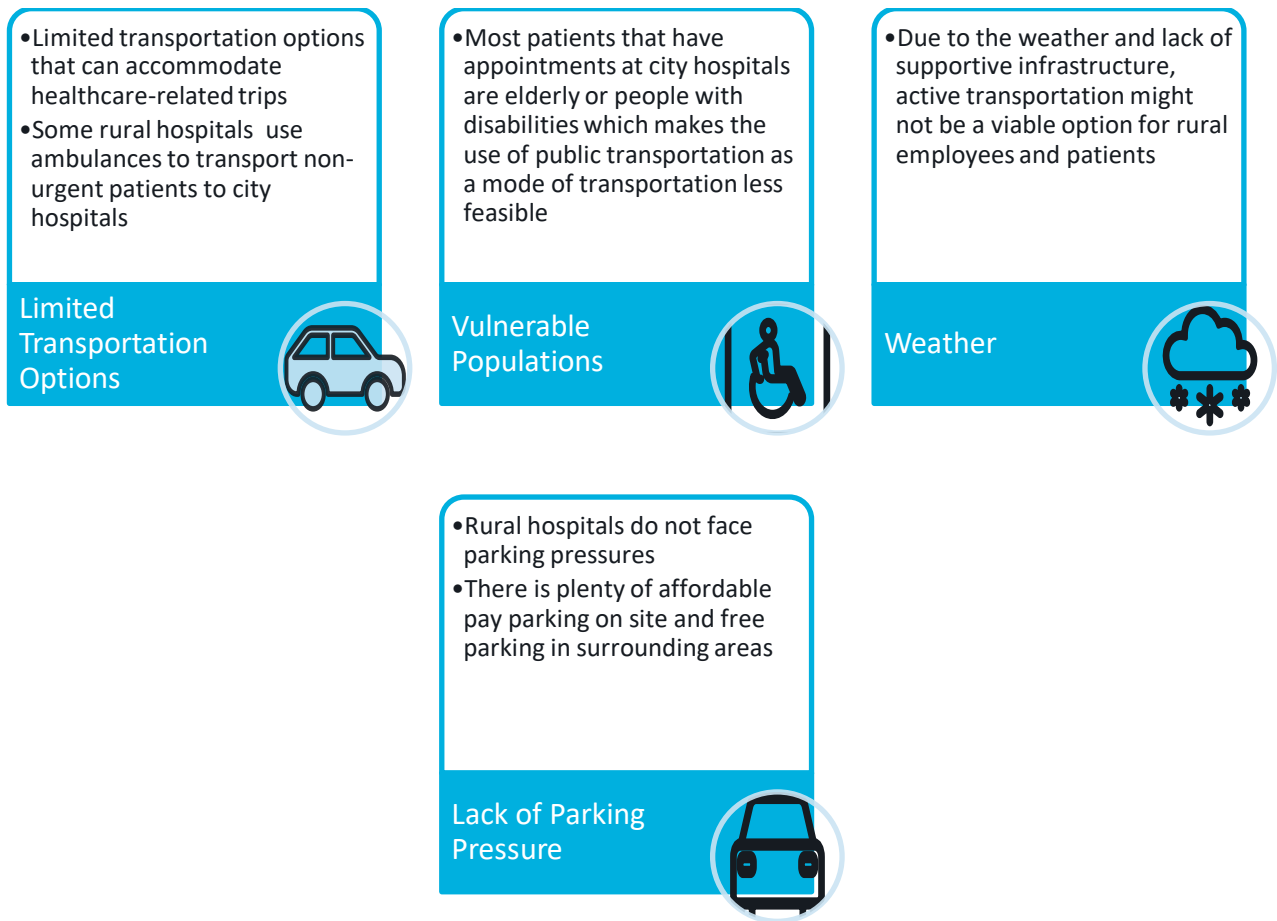 •Limited transportation options
that can accommodate
healthcare-related trips
•Some rural hospitals use
ambulances to transport non-
urgent patients to city
hospitals
Limited
Transportation
Options
•Most patients that have
appointments at city hospitals
are elderly or people with
disabilities which makes the
use of public transportation as
a mode of transportation less
feasible
Vulnerable
Populations
•Due to the weather and lack of
supportive infrastructure,
active transportation might
not be a viable option for rural
employees and patients
Weather
•Rural hospitals do not face
parking pressures
•There is plenty of affordable
pay parking on site and free
parking in surrounding areas
Lack of Parking
Pressure